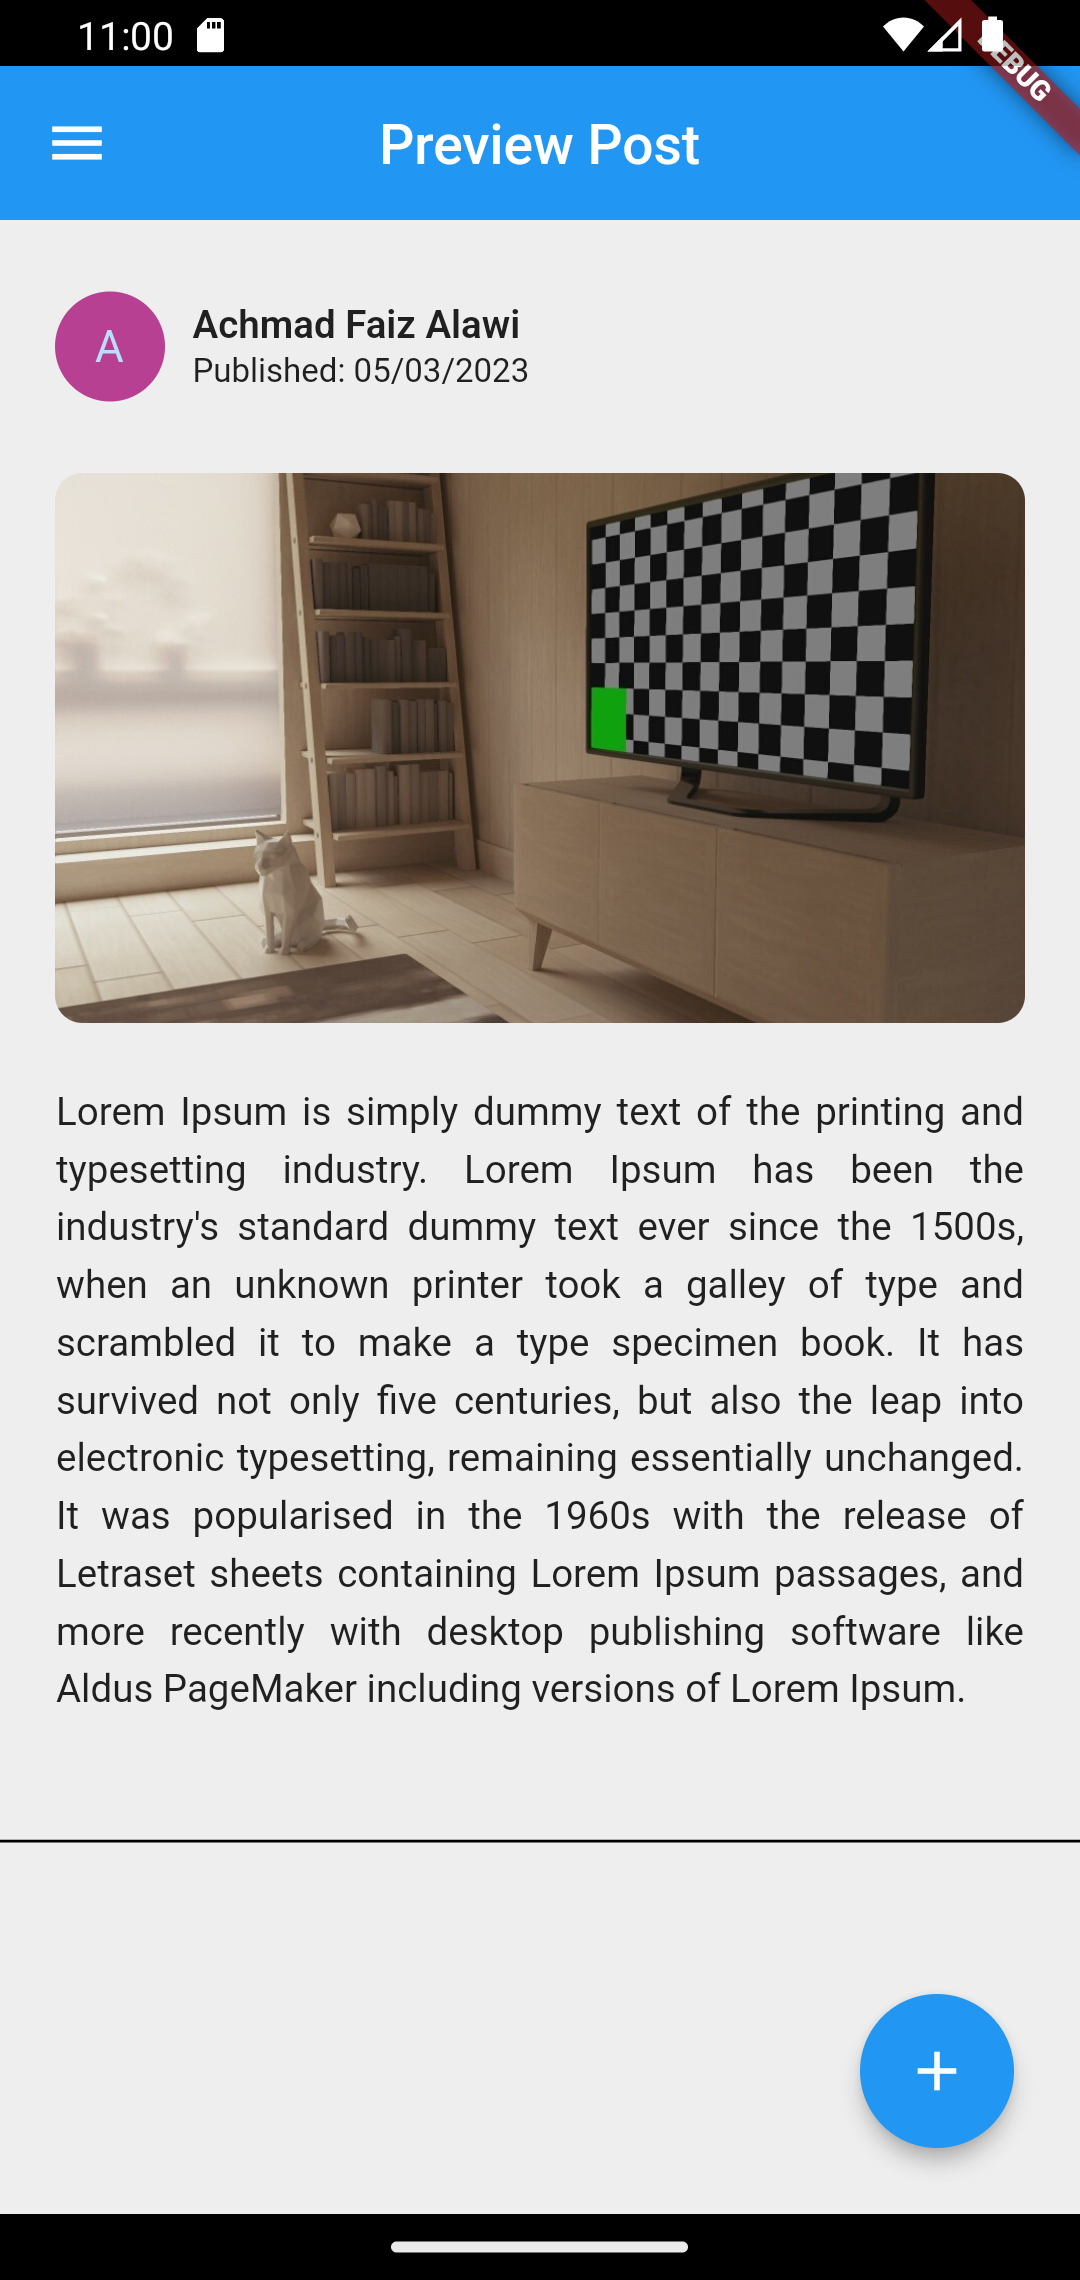 11:00
DEBUG
Preview Post
A
Achmad Faiz Alawi
Published: 05/03/2023
Lorem Ipsum is simply dummy text of the printing and
typesetting industry. Lorem Ipsum has been the
industry's standard dummy text ever since the 1500s,
when an unknown printer took a galley of type and
scrambled it to make a type specimen book. It has
survived not only five centuries, but also the leap into
electronic typesetting, remaining essentially unchanged.
It was popularised in the 1960s with the release of
Letraset sheets containing Lorem Ipsum passages, and
more recently with desktop publishing software like
Aldus PageMaker including versions of Lorem Ipsum.